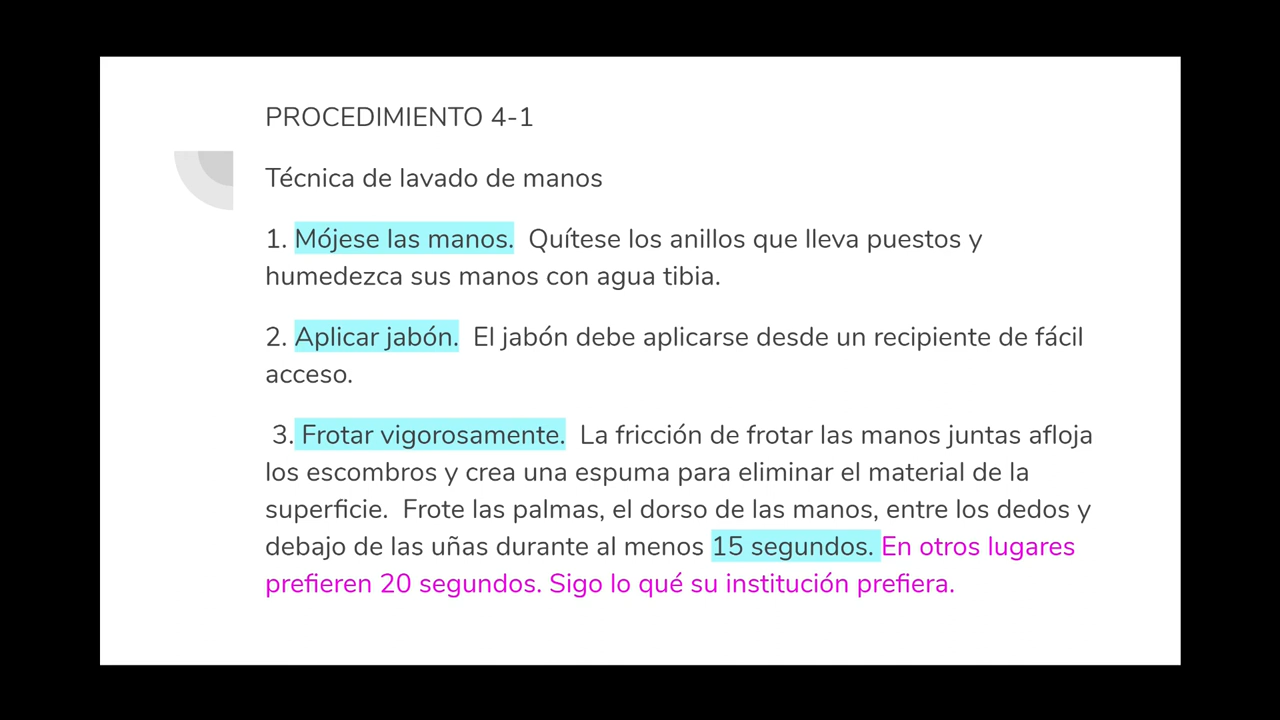 PROCEDIMIENTO 4-1
Técnica de lavado de manos
1. Mójese las manos.  Quítese los anillos que lleva puestos y
humedezca sus manos con agua tibia.
2. Aplicar jabón.  El jabón debe aplicarse desde un recipiente de fácil
acceso.
3. Frotar vigorosamente.  La fricción de frotar las manos juntas afloja
los escombros y crea una espuma para eliminar el material de la
superficie.  Frote las palmas, el dorso de las manos, entre los dedos y
debajo de las uñas durante al menos 15 segundos. En otros lugares
prefieren 20 segundos. Sigo lo qué su institución prefiera.